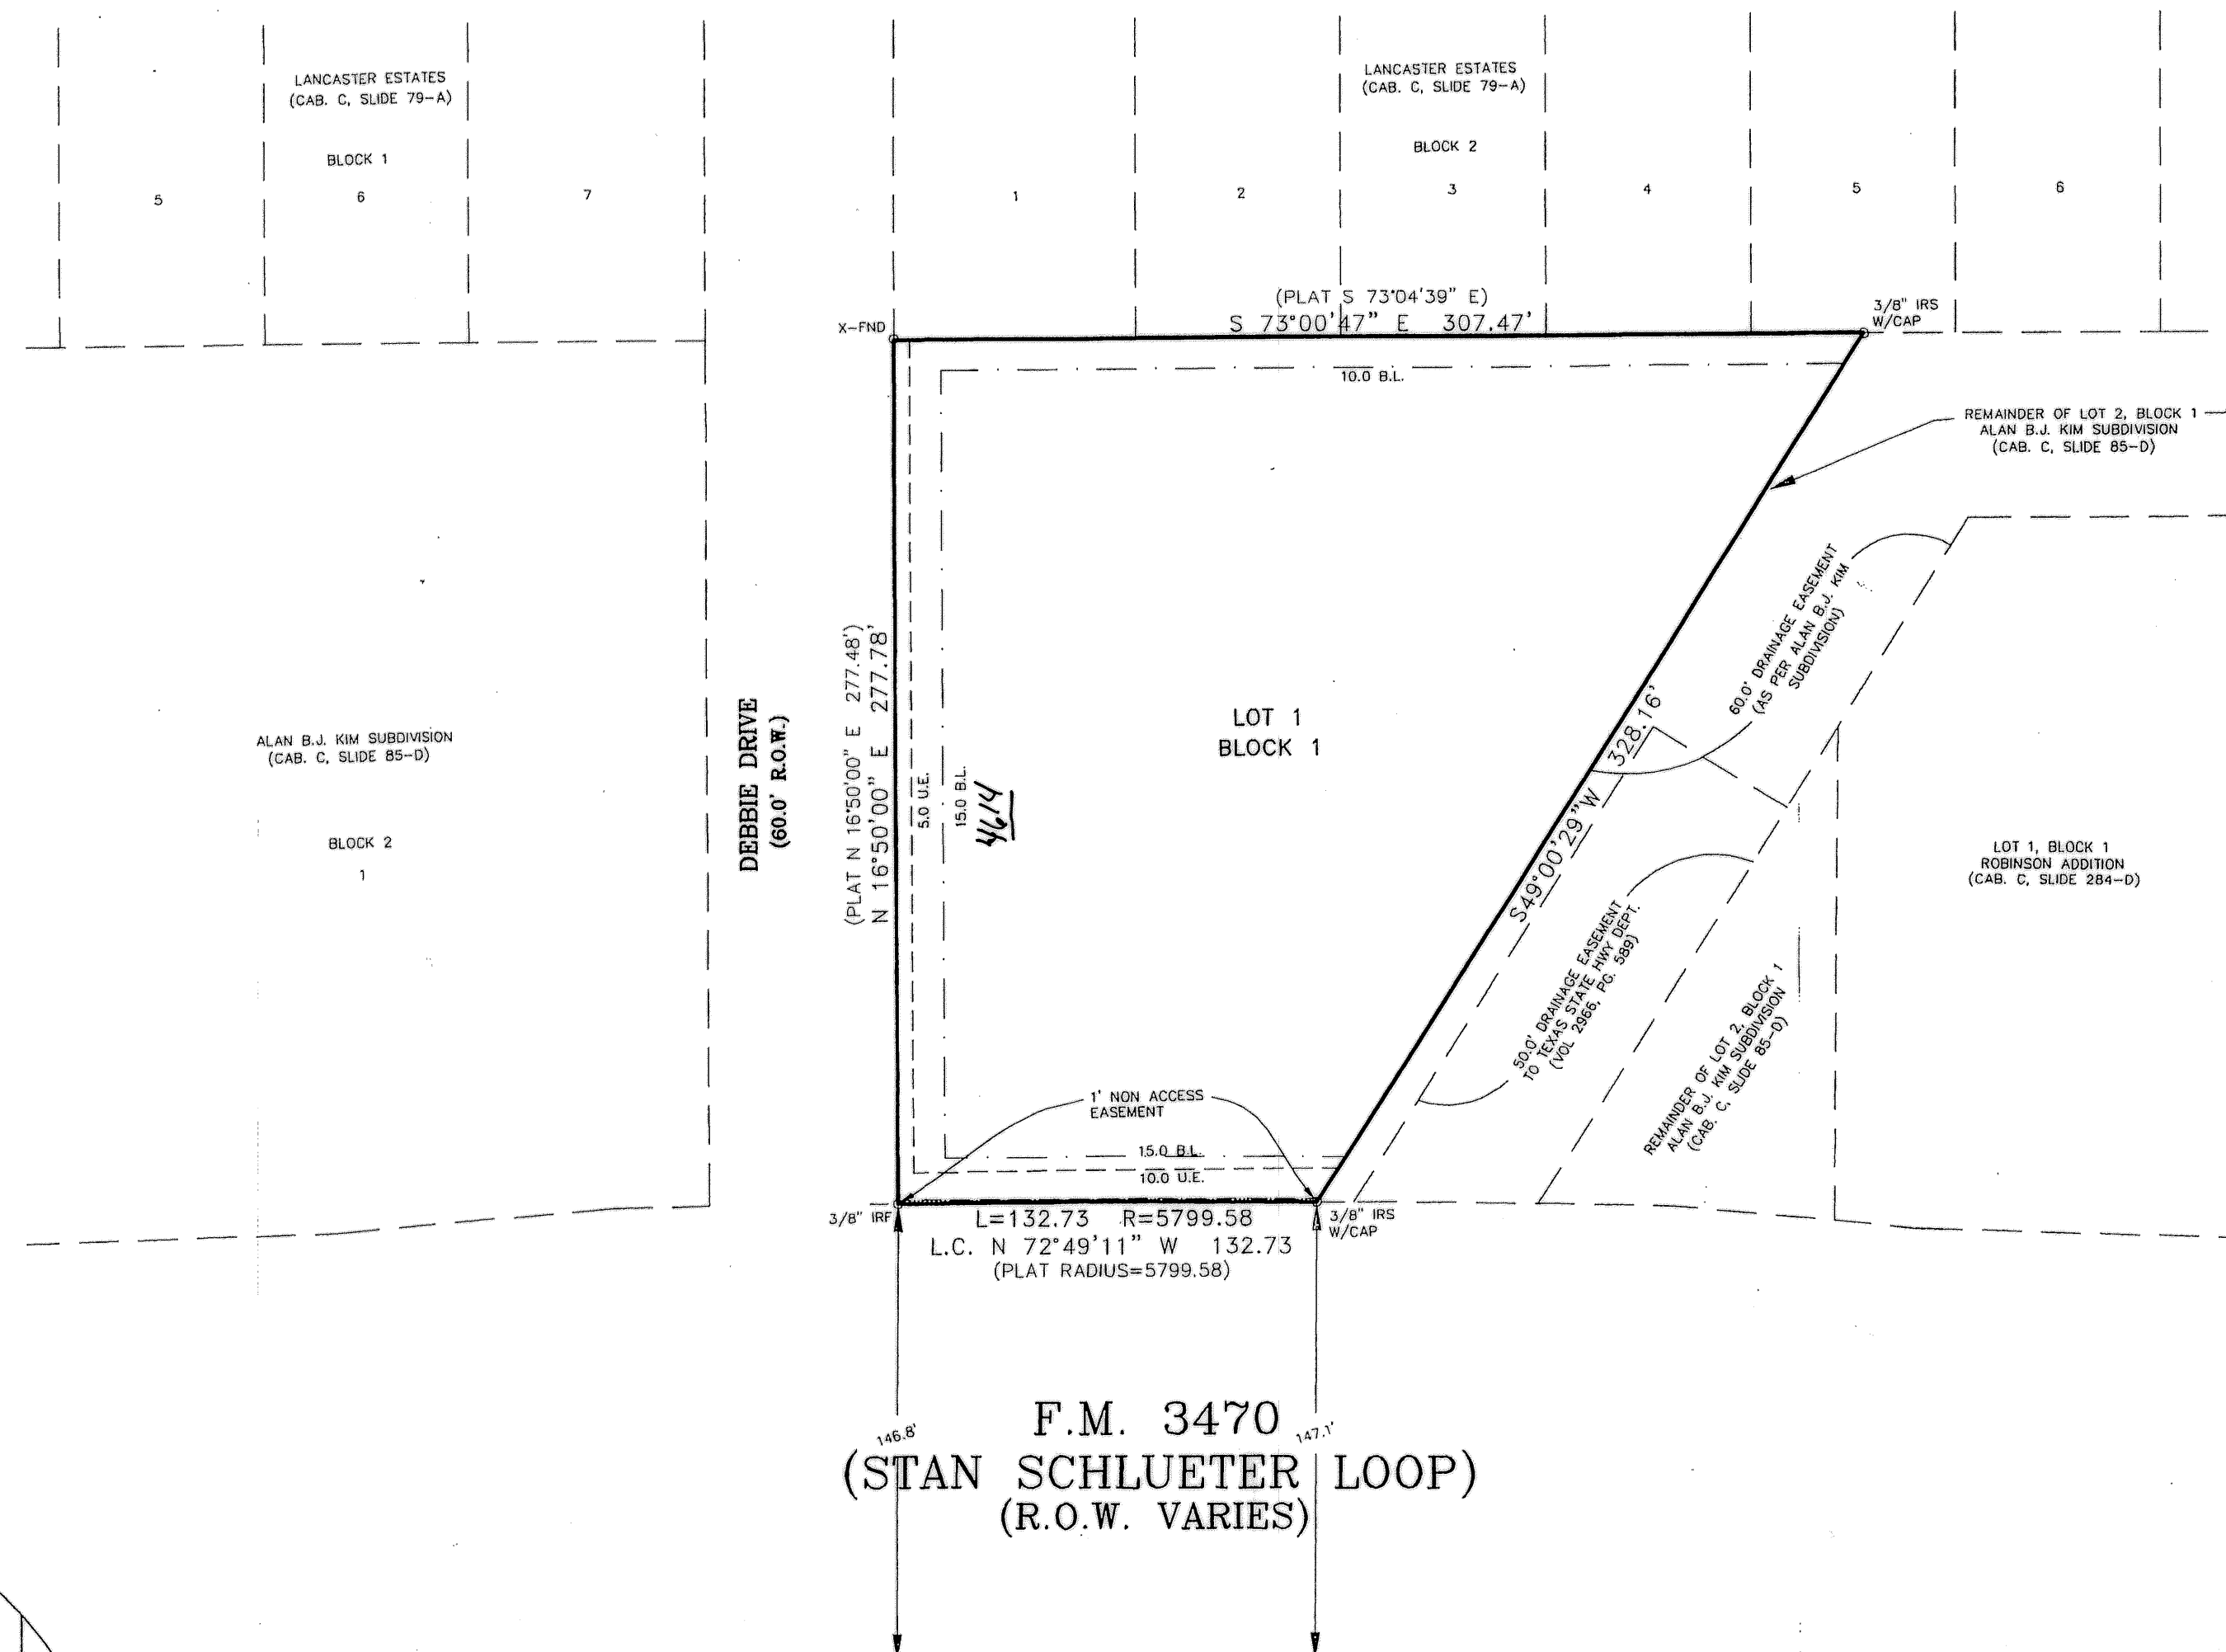 LANCASTER ESTATES
(CAB. C, SLIDE 79-A)
BLOCK 1
5
6
7
LANCASTER ESTATES
(CAB. C, SLIDE 79-A)
BLOCK 2
1
2
3
4
5
6
(PLAT S 73°04'39" E)
S 73°00'47" E 307.47'
X-FND
3/8" IRS
W/CAP
10.0 B.L.
REMAINDER OF LOT 2, BLOCK 1
ALAN B.J. KIM SUBDIVISION
(CAB. C, SLIDE 85-D)
60.0' DRAINAGE EASEMENT
(AS PER ALAN B.J. KIM
SUBDIVISION)
(PLAT N 16°50'00" E 277.48')
N 16°50'00" E 277.78'
DEBBIE DRIVE
(60.0' R.O.W.)
5.0 U.E.
15.0 B.L.
4614
LOT 1
BLOCK 1
S49°00'29"W 328.16'
ALAN B.J. KIM SUBDIVISION
(CAB. C, SLIDE 85-D)
BLOCK 2
1
LOT 1, BLOCK 1
ROBINSON ADDITION
(CAB. C, SLIDE 284-D)
50.0' DRAINAGE EASEMENT
TO TEXAS STATE HWY DEPT.
(VOL 2966, PG. 589)
REMAINDER OF LOT 2, BLOCK 1
ALAN B.J. KIM SUBDIVISION
(CAB. C, SLIDE 85-D)
1' NON ACCESS
EASEMENT
15.0 B.L.
10.0 U.E.
3/8" IRF
L=132.73 R=5799.58
L.C. N 72°49'11" W 132.73
(PLAT RADIUS=5799.58)
3/8" IRS
W/CAP
146.8'
147.1'
F.M. 3470
(STAN SCHLUETER LOOP)
(R.O.W. VARIES)